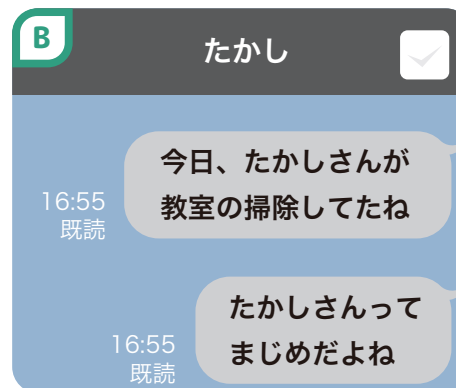 B
たかし
今日、たかしさんが
教室の掃除してたね
16:55
既読
たかしさんって
まじめだよね
16:55
既読